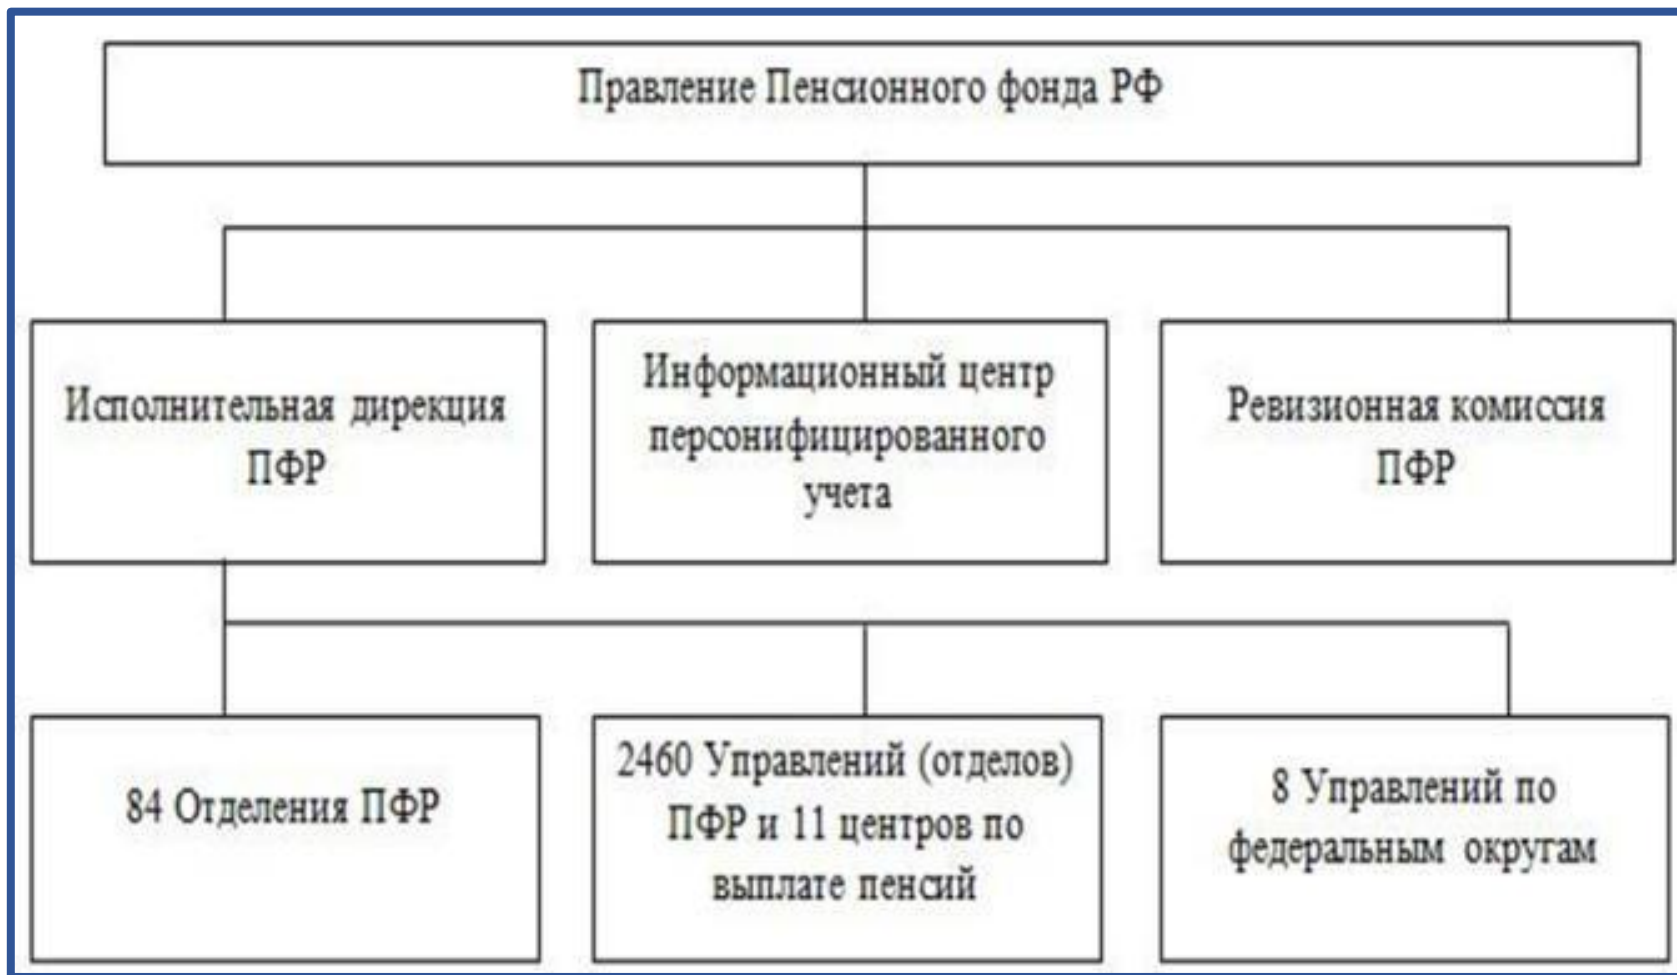 Правление Пенсионного фонда РФ
Исполнительная дирекция
ПФР
Информационный центр
персонифицированного
учета
Ревизионная комиссия
ПФР
84 Отделения ПФР
2460 Управлений (отделов)
ПФР и 11 центров по
выплате пенсий
8 Управлений по
федеральным округам